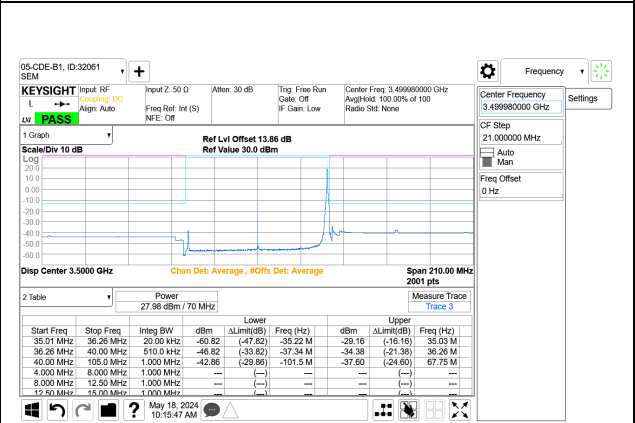 05-CDE-B1, ID:32061
SEM
Frequency
KEYSIGHT Input: RF Input Z: 50 Ω Atten: 30 dB Trig: Free Run Center Freq: 3.499980000 GHz
L Coupling: DC Gate: Off Avg|Hold: 100.00% of 100
Align: Auto Freq Ref: Int (S) IF Gain: Low Radio Std: None
PASS NFE: Off
Center Frequency
3.499980000 GHz
Settings
CF Step
21.000000 MHz
Auto
Man
Freq Offset
0 Hz
1 Graph
Ref Lvl Offset 13.86 dB
Scale/Div 10 dB Ref Value 30.0 dBm
Log
20.0
10.0
0.00
-10.0
-20.0
-30.0
-40.0
-50.0
-60.0
Disp Center 3.5000 GHz Chan Det: Average, #Offs Det: Average Span 210.00 MHz
2001 pts
2 Table Power Measure Trace
27.98 dBm / 70 MHz Trace 3
Lower Upper
Start Freq Stop Freq Integ BW dBm ΔLimit(dB) Freq (Hz) dBm ΔLimit(dB) Freq (Hz)
35.01 MHz 36.26 MHz 20.00 kHz -60.82 (-47.82) -35.22 M -29.16 (-16.16) 35.03 M
36.26 MHz 40.00 MHz 510.0 kHz -46.82 (-33.82) -37.34 M -34.38 (-21.38) 36.26 M
40.00 MHz 105.0 MHz 1.000 MHz -42.86 (-29.86) -101.5 M -37.60 (-24.60) 67.75 M
4.000 MHz 8.000 MHz 1.000 MHz --- (---) --- --- (---) ---
8.000 MHz 12.50 MHz 1.000 MHz --- (---) --- --- (---) ---
12.50 MHz 15.00 MHz 1.000 MHz --- (---) --- --- (---) ---
May 18, 2024
10:15:47 AM